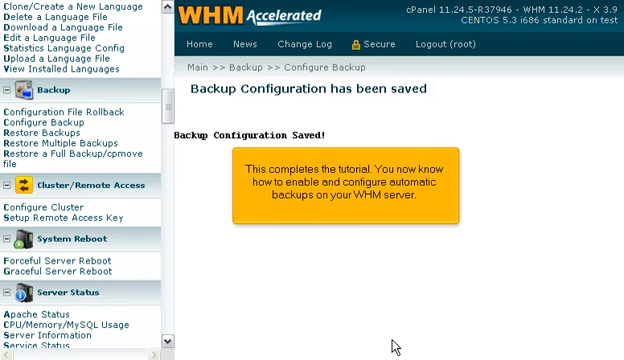 Clone/Create a New Language
Delete a Language File
Download a Language File
Edit a Language File
Statistics Language Config
Upload a Language File
View Installed Languages
Backup
Configuration File Rollback
Configure Backup
Restore Backups
Restore Multiple Backups
Restore a Full Backup/cpmove
file
Cluster/Remote Access
Configure Cluster
Setup Remote Access Key
System Reboot
Forceful Server Reboot
Graceful Server Reboot
Server Status
Apache Status
CPU/Memory/MySQL Usage
Server Information
Service Status
WHM Accelerated
cPanel 11.24.5-R37946 - WHM 11.24.2 - X 3.9
CENTOS 5.3 i686 standard on test
Home News Change Log Secure Logout (root)
Main >> Backup >> Configure Backup
Backup Configuration has been saved
Backup Configuration Saved!
This completes the tutorial. You now know
how to enable and configure automatic
backups on your WHM server.